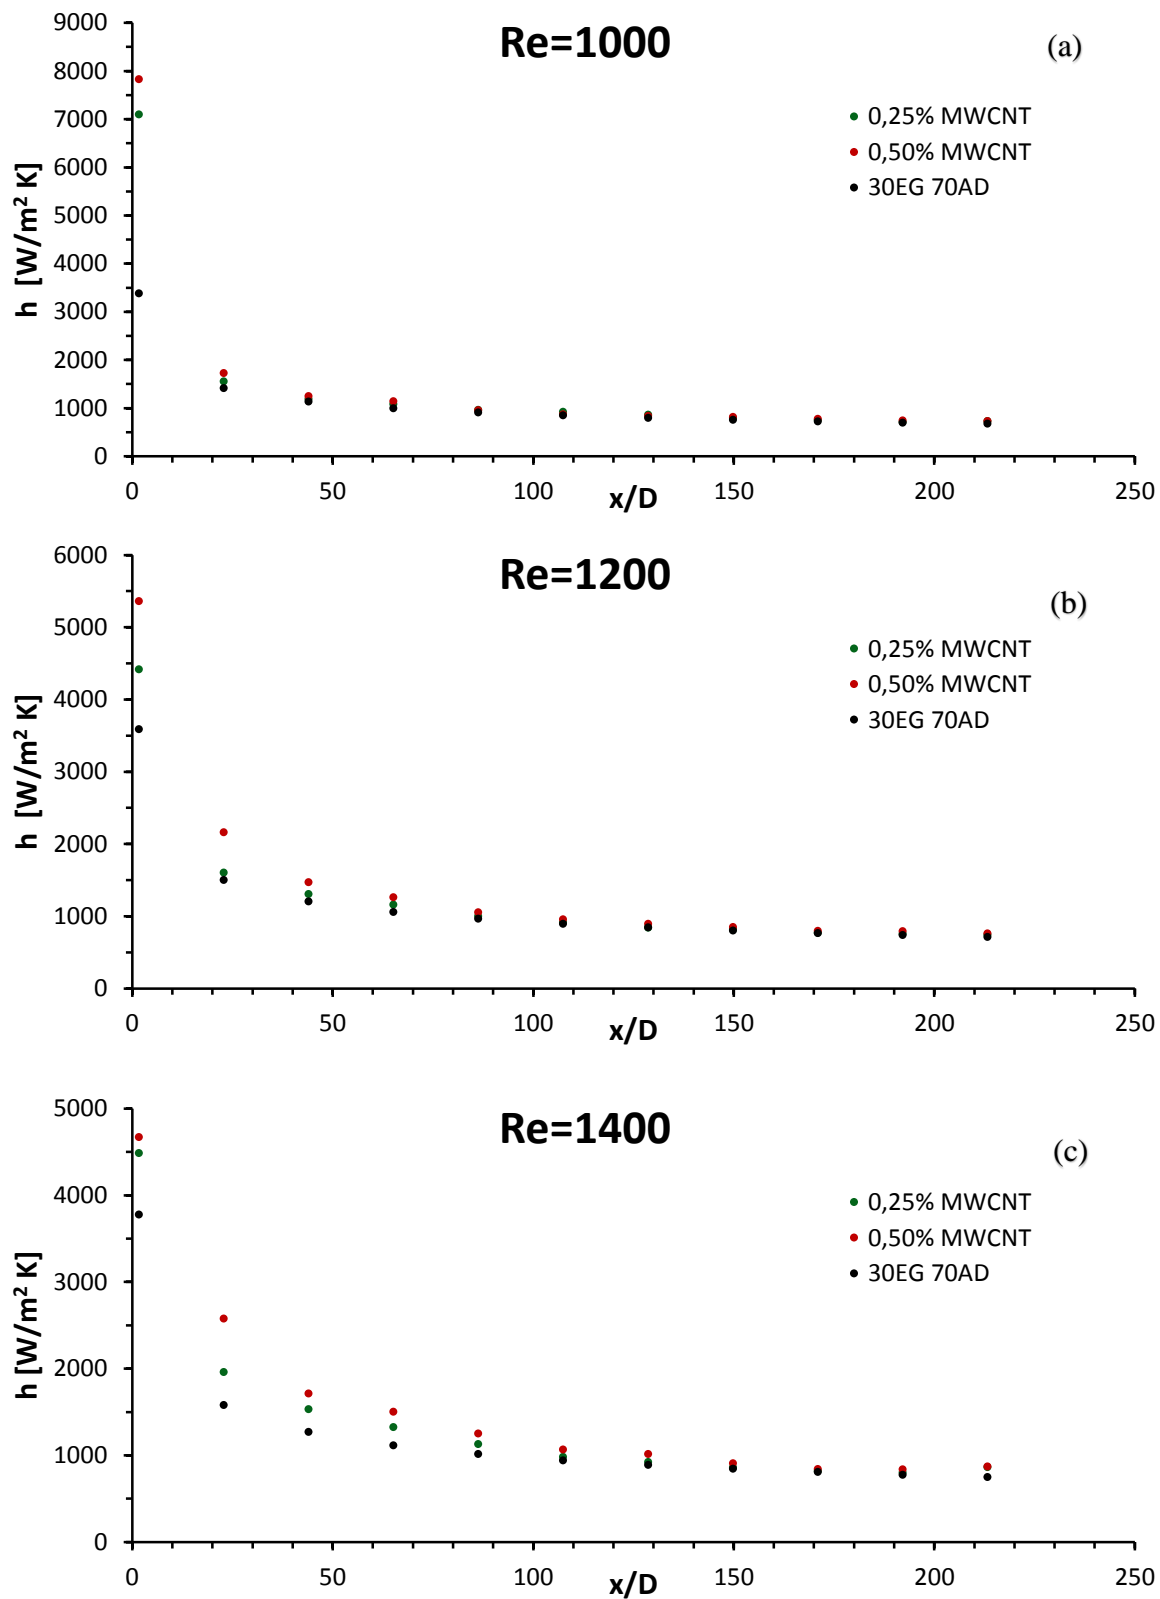 Re=1000
(a)
9000
8000
7000
6000
5000
4000
3000
2000
1000
0
h [W/m² K]
0,25% MWCNT
0,50% MWCNT
30EG 70AD
0
50
100
150
200
250
x/D
Re=1200
(b)
6000
5000
4000
3000
2000
1000
0
h [W/m² K]
0,25% MWCNT
0,50% MWCNT
30EG 70AD
0
50
100
150
200
250
x/D
Re=1400
(c)
5000
4000
3000
2000
1000
0
h [W/m² K]
0,25% MWCNT
0,50% MWCNT
30EG 70AD
0
50
100
150
200
250
x/D